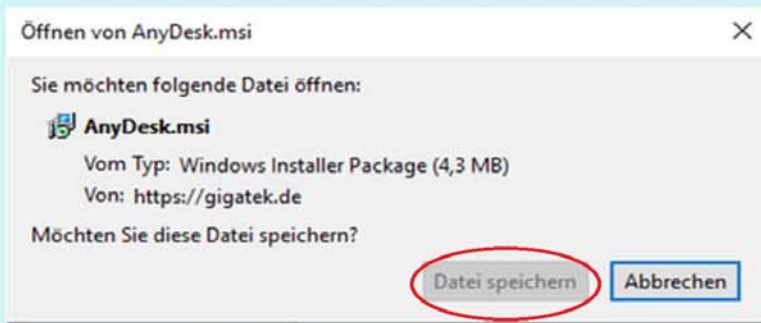 Öffnen von AnyDesk.msi
Sie möchten folgende Datei öffnen:
AnyDesk.msi
Vom Typ: Windows Installer Package (4,3 MB)
Von: https://gigatek.de
Möchten Sie diese Datei speichern?
Datei speichern Abbrechen